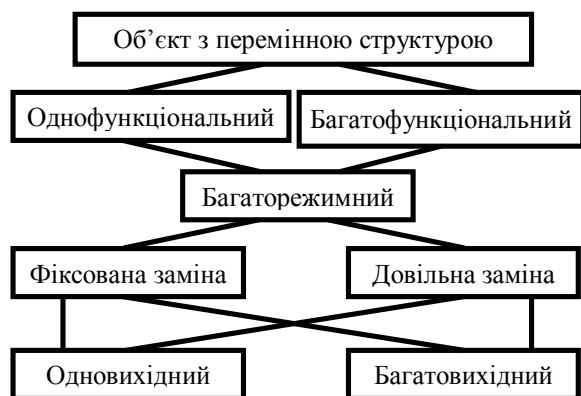 Об’єкт з перемінною структурою
Однофункціональний
Багатофункціональний
Багаторежимний
Фіксована заміна
Довільна заміна
Одновихідний
Багатовихідний